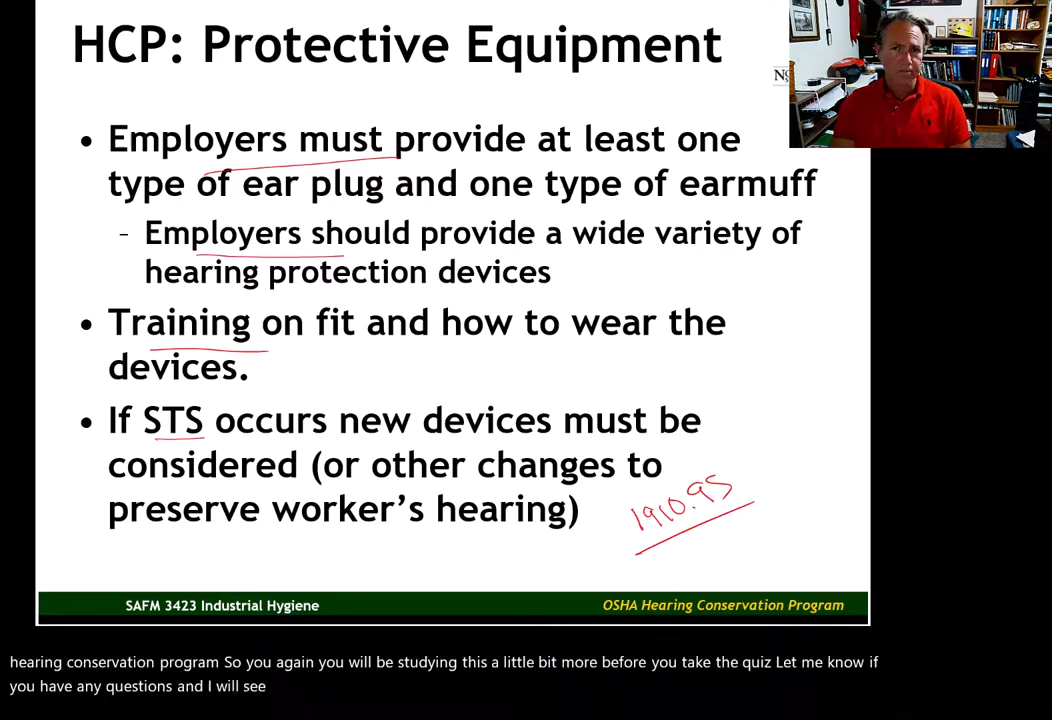 HCP: Protective Equipment
• Employers must provide at least one
type of ear plug and one type of earmuff
– Employers should provide a wide variety of
hearing protection devices
• Training on fit and how to wear the
devices.
• If STS occurs new devices must be
considered (or other changes to
preserve worker's hearing)
1910.95
SAFM 3423 Industrial Hygiene
OSHA Hearing Conservation Program
hearing conservation program So you again you will be studying this a little bit more before you take the quiz Let me know if
you have any questions and I will see